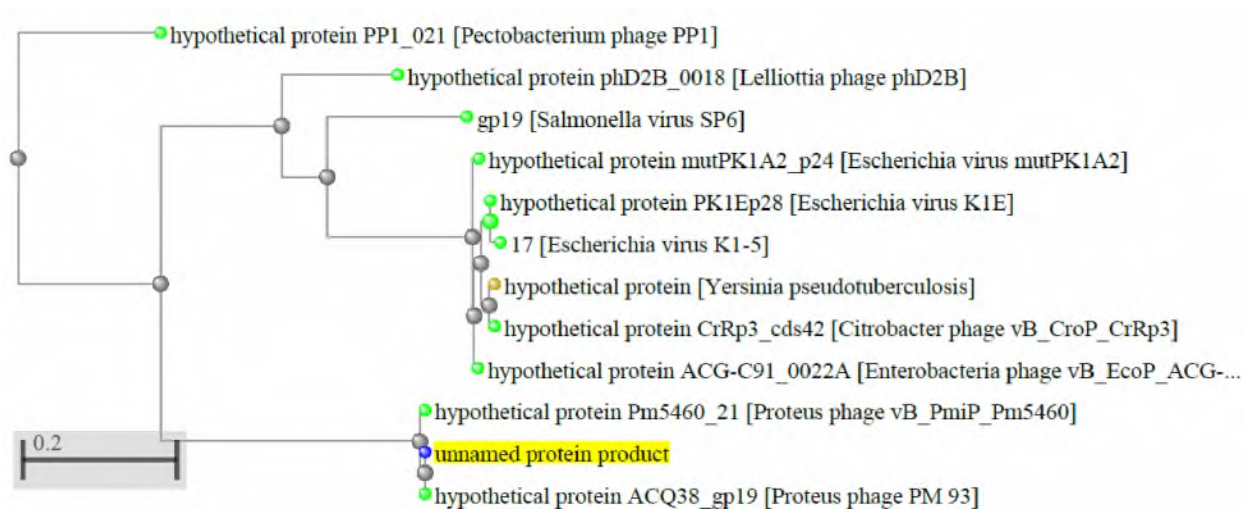 hypothetical protein PP1_021 [Pectobacterium phage PP1]
hypothetical protein phD2B_0018 [Lelliottia phage phD2B]
gp19 [Salmonella virus SP6]
hypothetical protein mutPK1A2_p24 [Escherichia virus mutPK1A2]
hypothetical protein PK1Ep28 [Escherichia virus K1E]
17 [Escherichia virus K1-5]
hypothetical protein [Yersinia pseudotuberculosis]
hypothetical protein CrRp3_cds42 [Citrobacter phage vB_CroP_CrRp3]
hypothetical protein ACG-C91_0022A [Enterobacteria phage vB_EcoP_ACG-...
hypothetical protein Pm5460_21 [Proteus phage vB_PmiP_Pm5460]
0.2
unnamed protein product
hypothetical protein ACQ38_gp19 [Proteus phage PM 93]